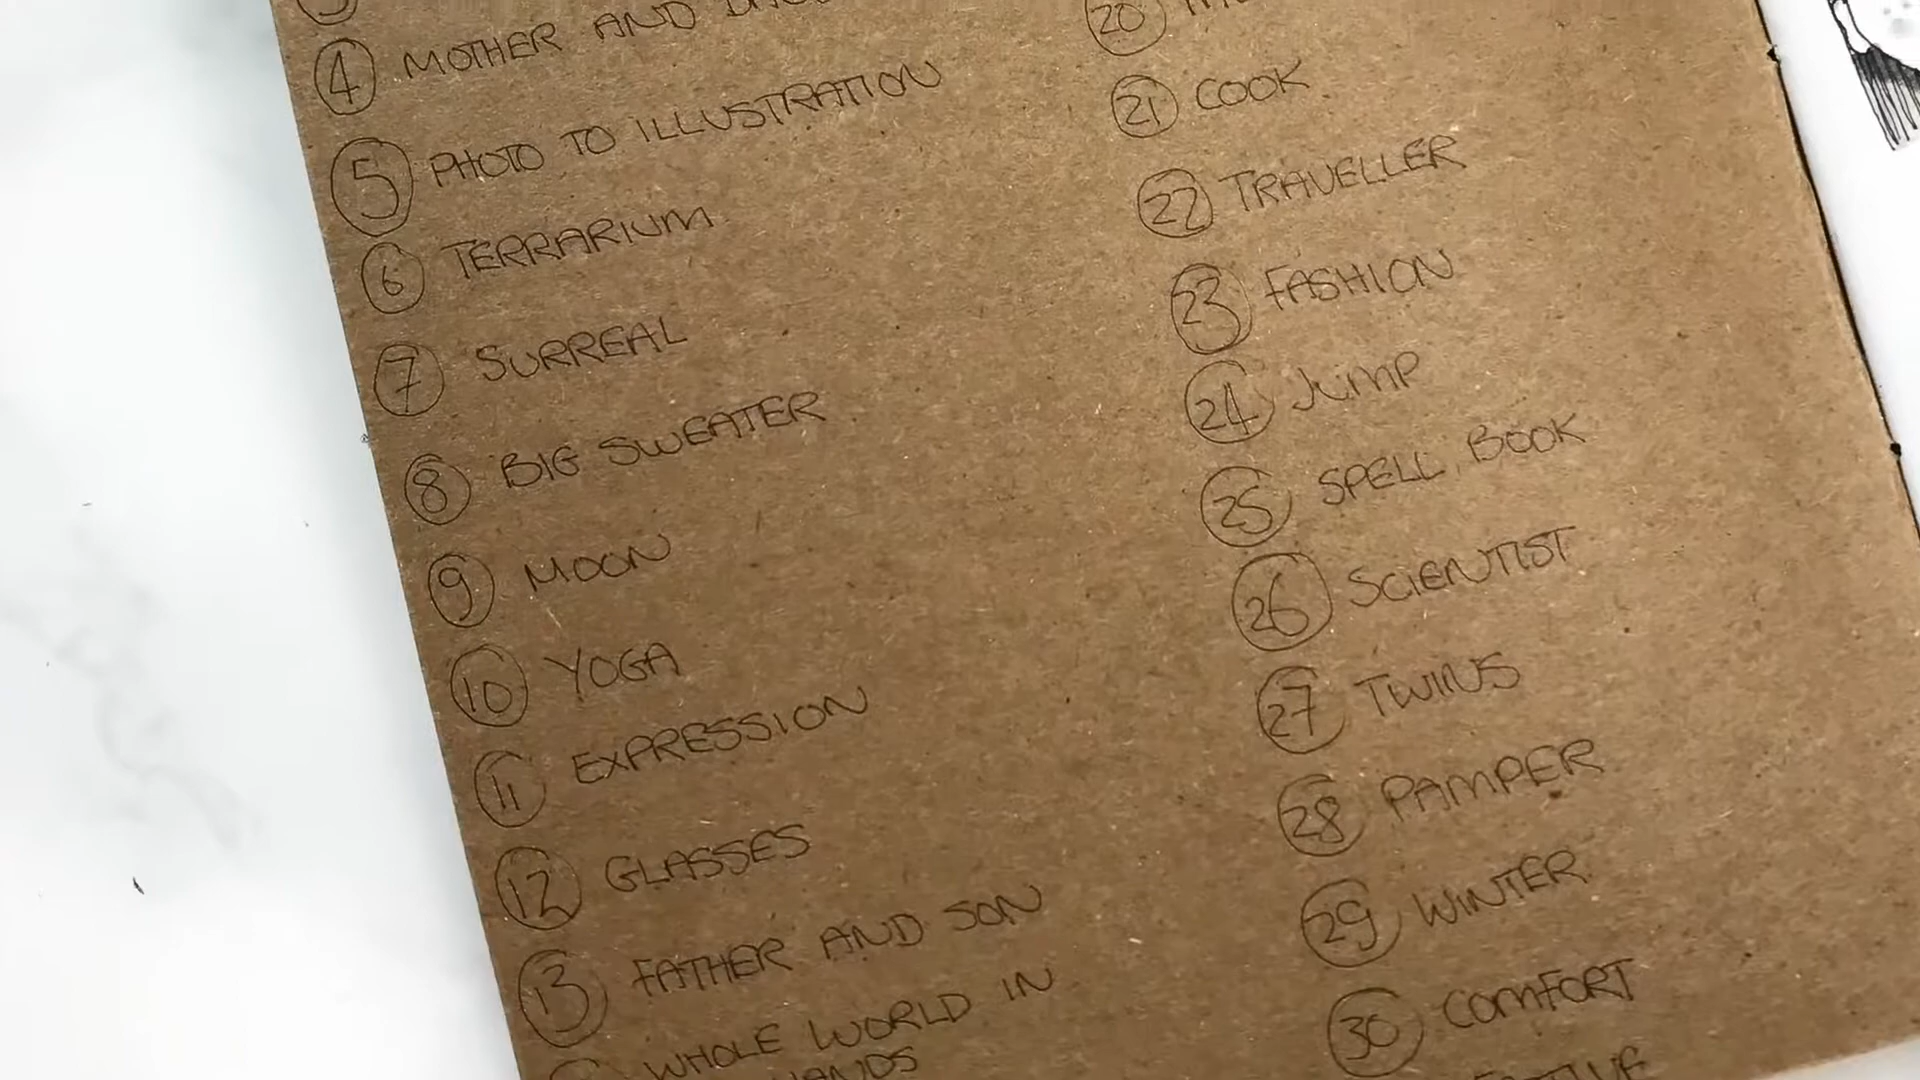 4 MOTHER AND
5 PHOTO TO ILLUSTRATION
6 TERRARIUM
7 SURREAL
8 BIG SWEATER
9 MOON
10 YOGA
11 EXPRESSION
12 GLASSES
13 FATHER AND SON
WHOLE WORLD IN
HANDS
20
21 COOK
22 TRAVELLER
23 FASHION
24 JUMP
25 SPELL BOOK
26 SCIENTIST
27 TWINS
28 PAMPER
29 WINTER
30 COMFORT